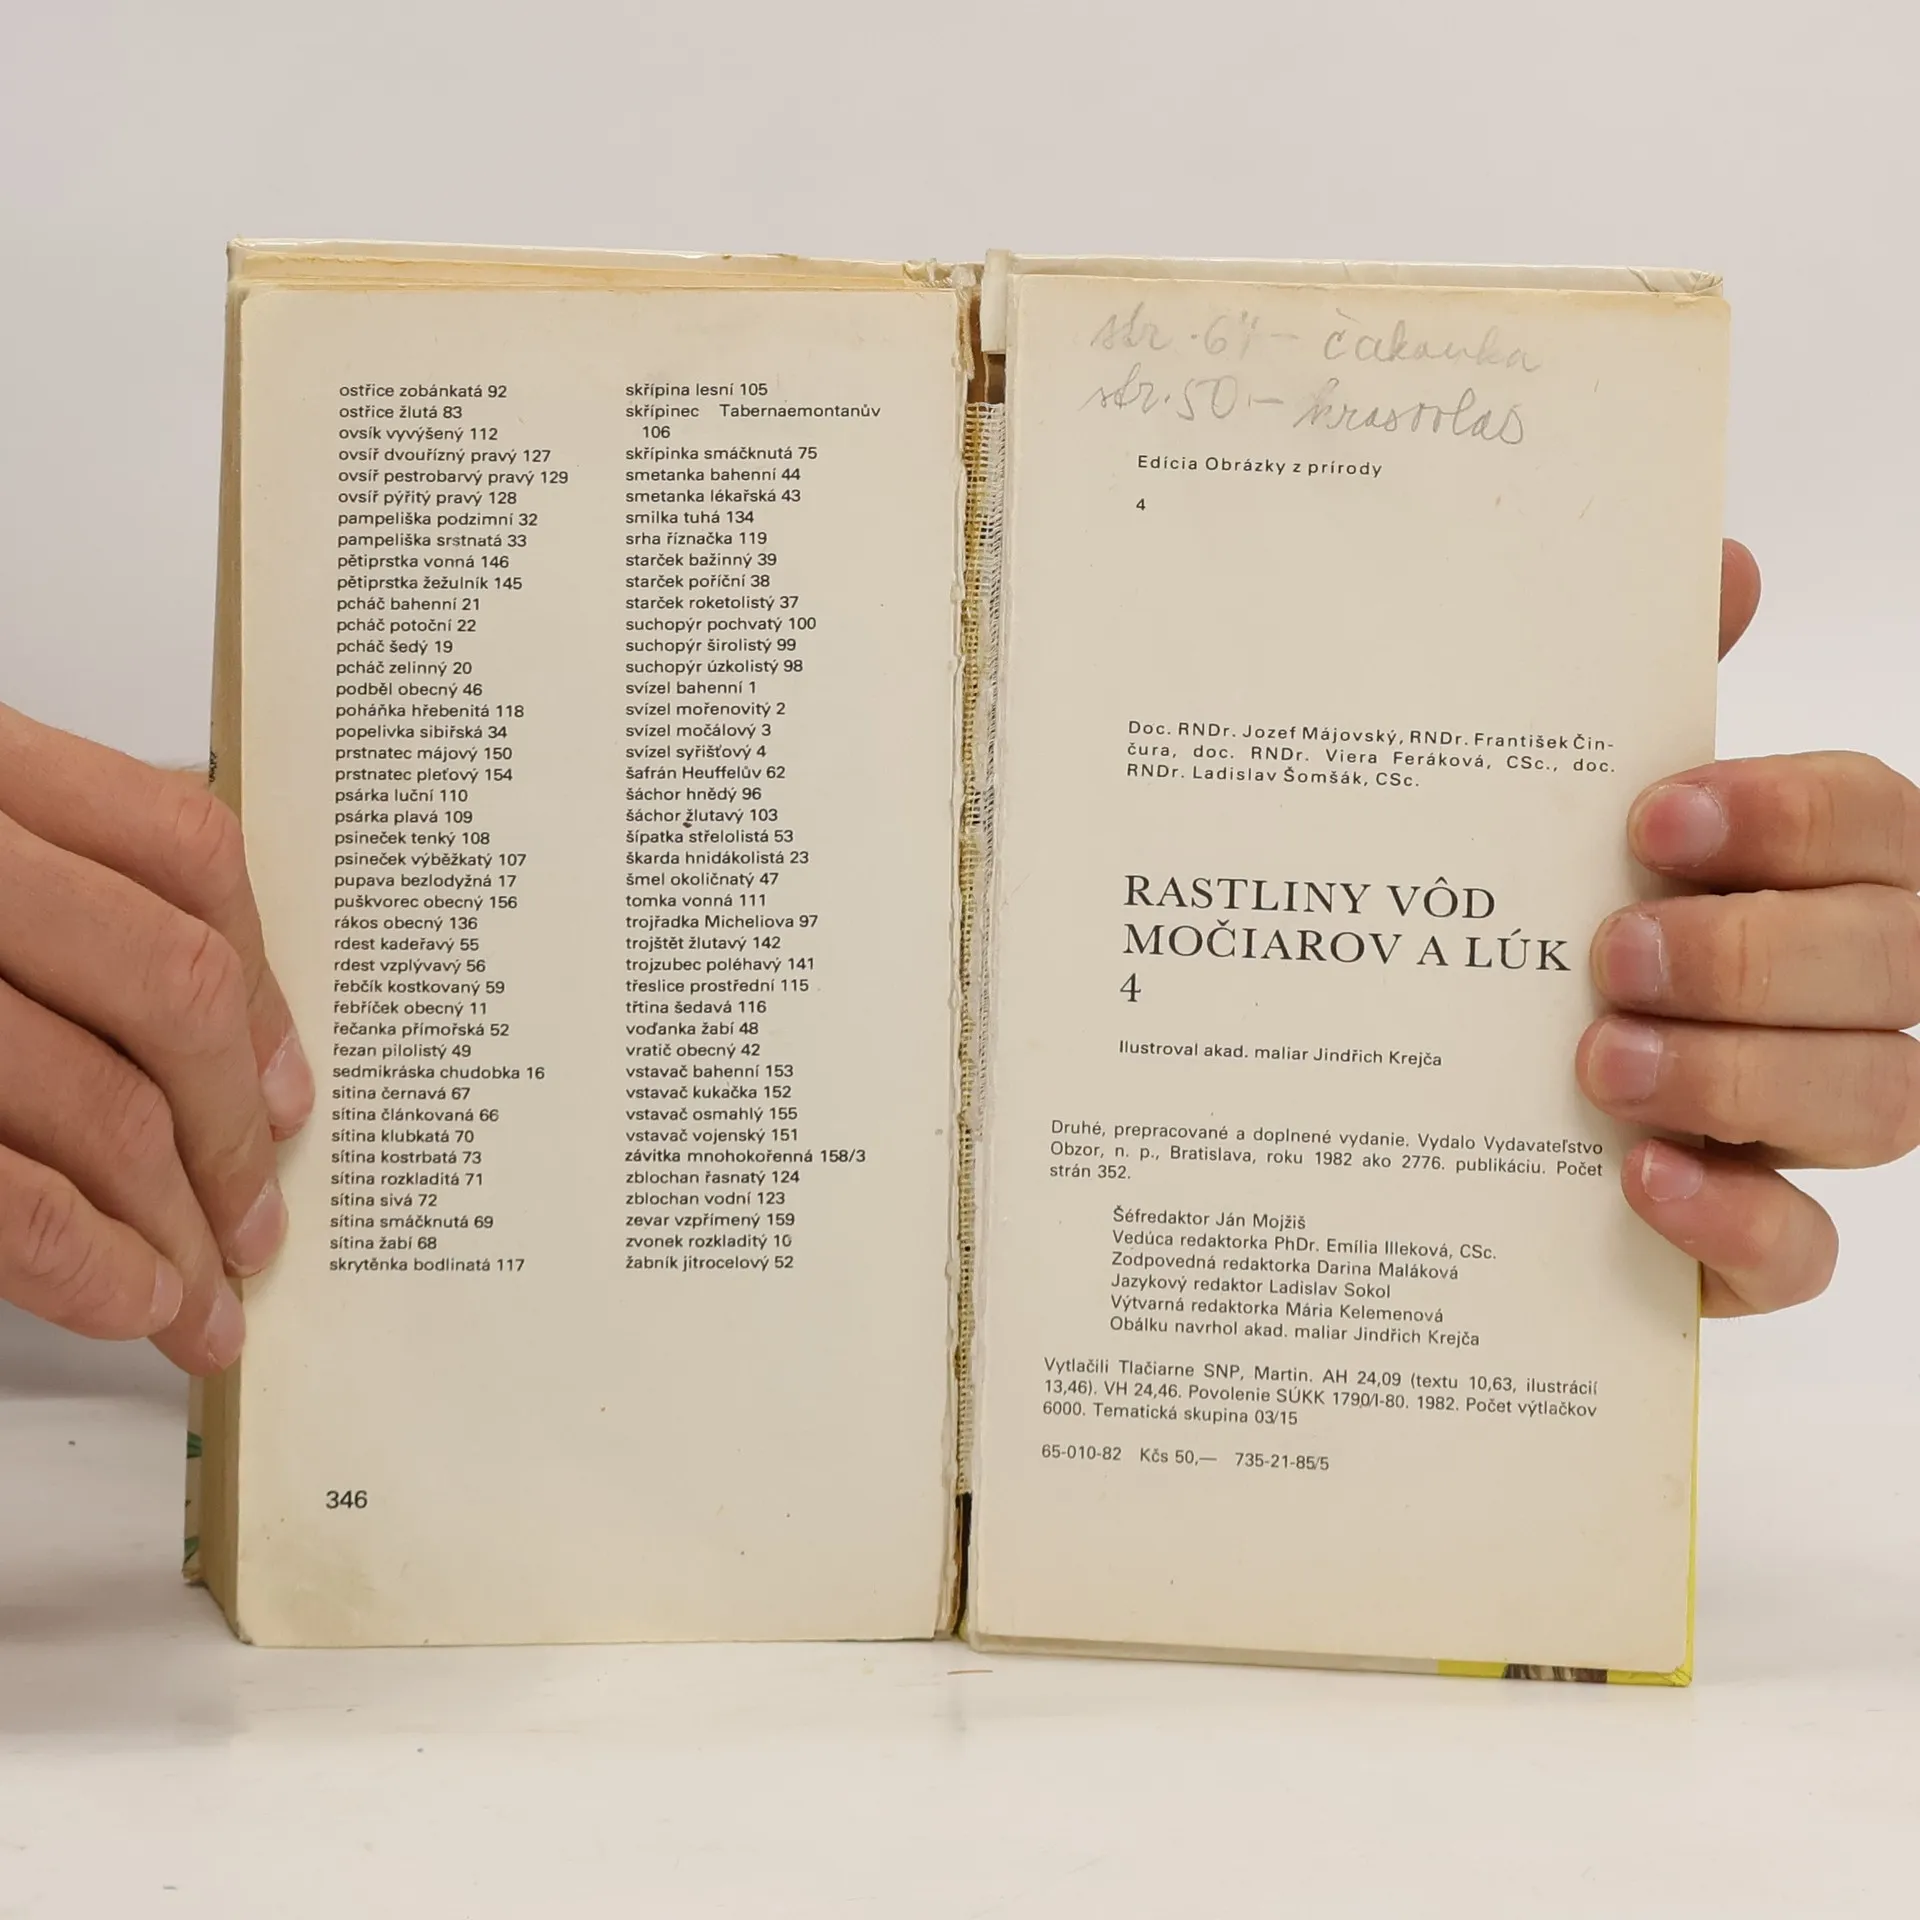 ostřice zobánkatá 92
ostřice žlutá 83
ovsík vyvýšený 112
ovsíř dvouřízný pravý 127
ovsíř pestrobarvý pravý 129
ovsíř pýřitý pravý 128
pampeliška podzimní 32
pampeliška srstnatá 33
pětiprstka vonná 146
pětiprstka žežulník 145
pcháč bahenní 21
pcháč potoční 22
pcháč šedý 19
pcháč zelinný 20
podběl obecný 46
poháňka hřebenitá 118
popelivka sibiřská 34
prstnatec májový 150
prstnatec pleťový 154
psárka luční 110
psárka plavá 109
psineček tenký 108
psineček výběžkatý 107
pupava bezlodyžná 17
puškvorec obecný 156
rákos obecný 136
rdest kadeřavý 55
rdest vzplývavý 56
řebčík kostkovaný 59
řebříček obecný 11
řečanka přímořská 52
řezan pilolistý 49
sedmikráska chudobka 16
sítina černavá 67
sítina článkovaná 66
sítina klubkatá 70
sítina kostrbatá 73
sítina rozkladitá 71
sítina sivá 72
sítina smáčknutá 69
sítina žabí 68
skrytěnka bodlinatá 117
skřípina lesní 105
skřípinec Tabernaemontanův
106
skřípinka smáčknutá 75
smetanka bahenní 44
smetanka lékařská 43
smilka tuhá 134
srha říznačka 119
starček bažinný 39
starček poříční 38
starček roketolistý 37
suchopýr pochvatý 100
suchopýr širolistý 99
suchopýr úzkolistý 98
svízel bahenní 1
svízel mořenovitý 2
svízel močálový 3
svízel syřišťový 4
šafrán Heuffelův 62
šáchor hnědý 96
šáchor žlutavý 103
šípatka střelolistá 53
škarda hnidákolistá 23
šmel okoličnatý 47
tomka vonná 111
trojřadka Micheliova 97
trojštět žlutavý 142
trojzubec poléhavý 141
třeslice prostřední 115
třtina šedavá 116
voďanka žabí 48
vratič obecný 42
vstavač bahenní 153
vstavač kukačka 152
vstavač osmahlý 155
vstavač vojenský 151
závitka mnohokořenná 158/3
zblochan řasnatý 124
zblochan vodní 123
zevar vzpřímený 159
zvonek rozkladitý 10
žabník jitrocelový 52
346
str. - čakanka
str. 50 - krasovlas
Edícia Obrázky z prírody
4
Doc. RNDr. Jozef Májovský, RNDr. František Čin-
čura, doc. RNDr. Viera Feráková, CSc., doc.
RNDr. Ladislav Šomšák, CSc.
RASTLINY VÔD
MOČIAROV A LÚK
4
Ilustroval akad. maliar Jindřich Krejča
Druhé, prepracované a doplnené vydanie. Vydalo Vydavateľstvo
Obzor, n. p., Bratislava, roku 1982 ako 2776. publikáciu. Počet
strán 352.
Šéfredaktor Ján Mojžiš
Vedúca redaktorka PhDr. Emília Illeková, CSc.
Zodpovedná redaktorka Darina Maláková
Jazykový redaktor Ladislav Sokol
Výtvarná redaktorka Mária Kelemenová
Obálku navrhol akad. maliar Jindřich Krejča
Vytlačili Tlačiarne SNP, Martin. AH 24,09 (textu 10,63, ilustrácií
13,46). VH 24,46. Povolenie SÚKK 1790/I-80. 1982. Počet výtlačkov
6000. Tematická skupina 03/15
65-010-82 Kčs 50,— 735-21-85/5